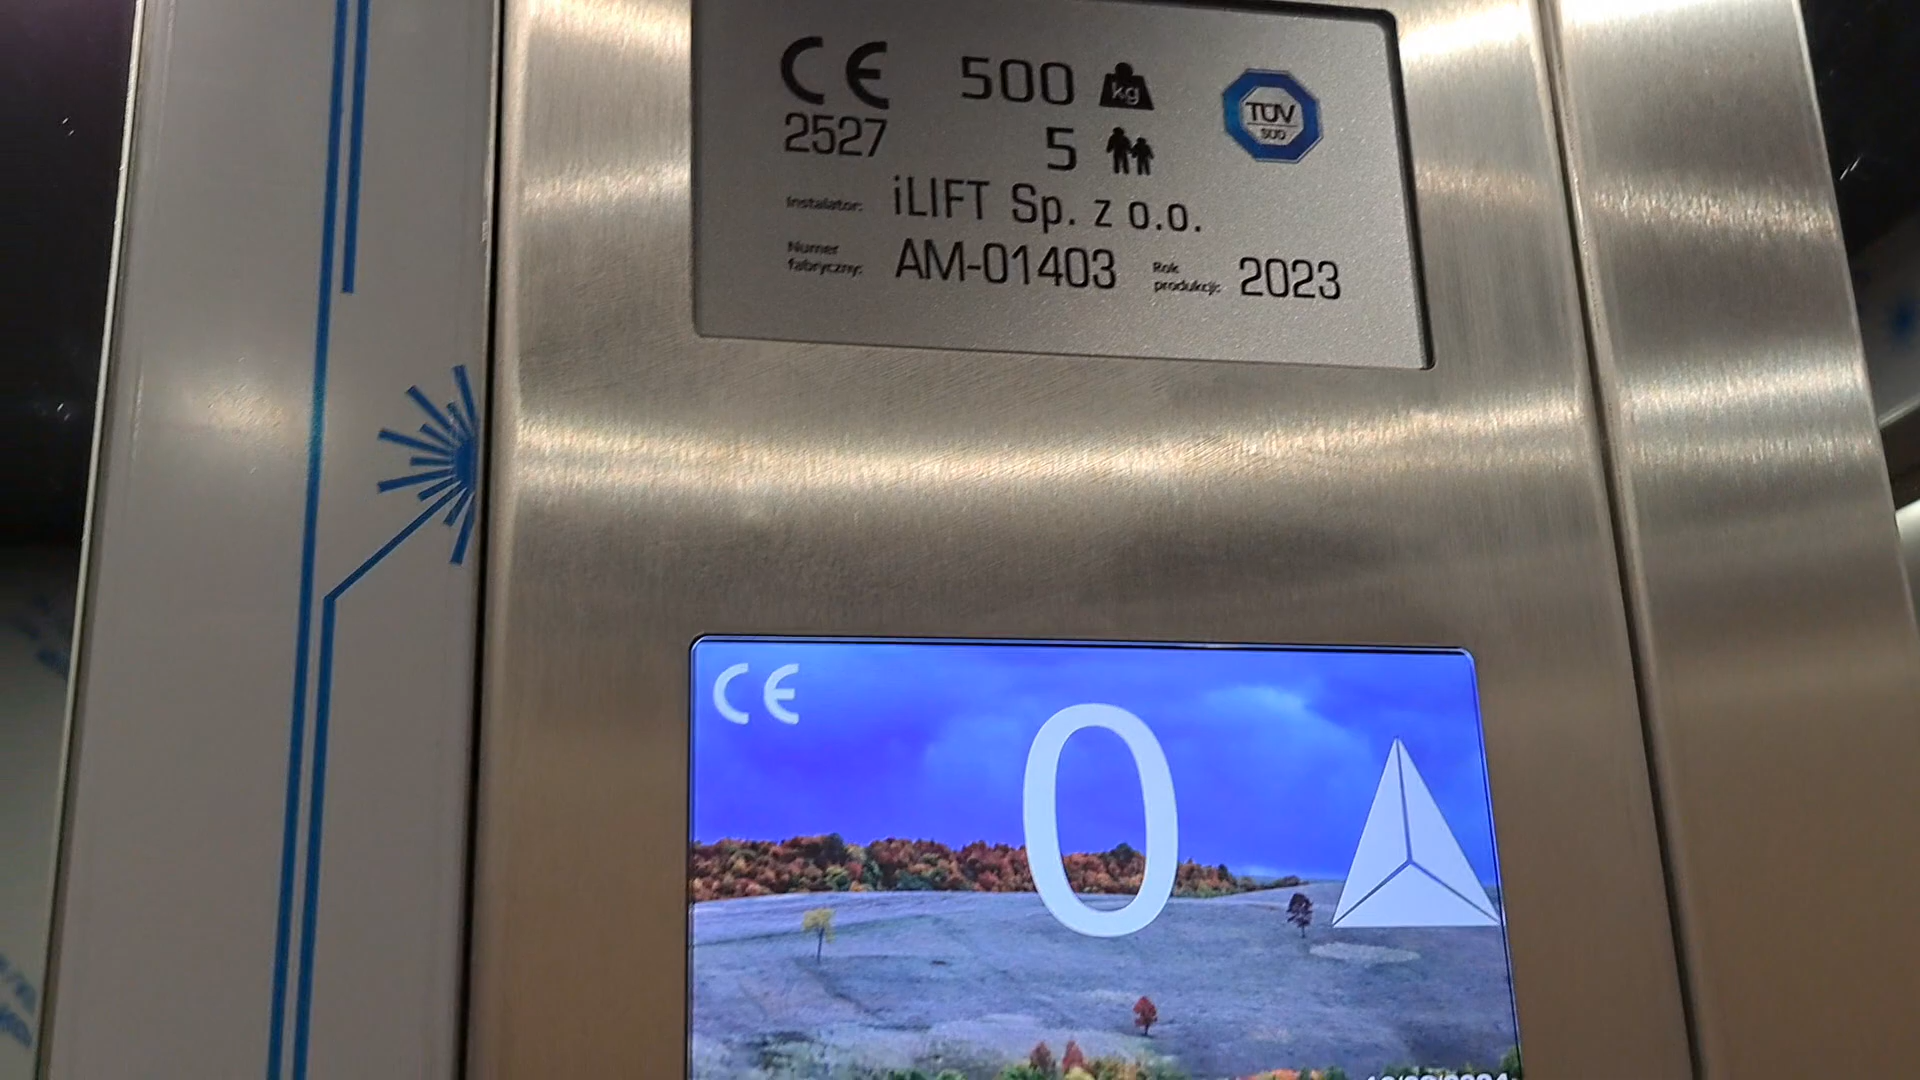 CE 500 kg
2527 5
TÜV
SÜD
Instalator: iLIFT Sp. z o.o.
Numer
fabryczny: AM-01403
Rok
produkcji: 2023
CE
0